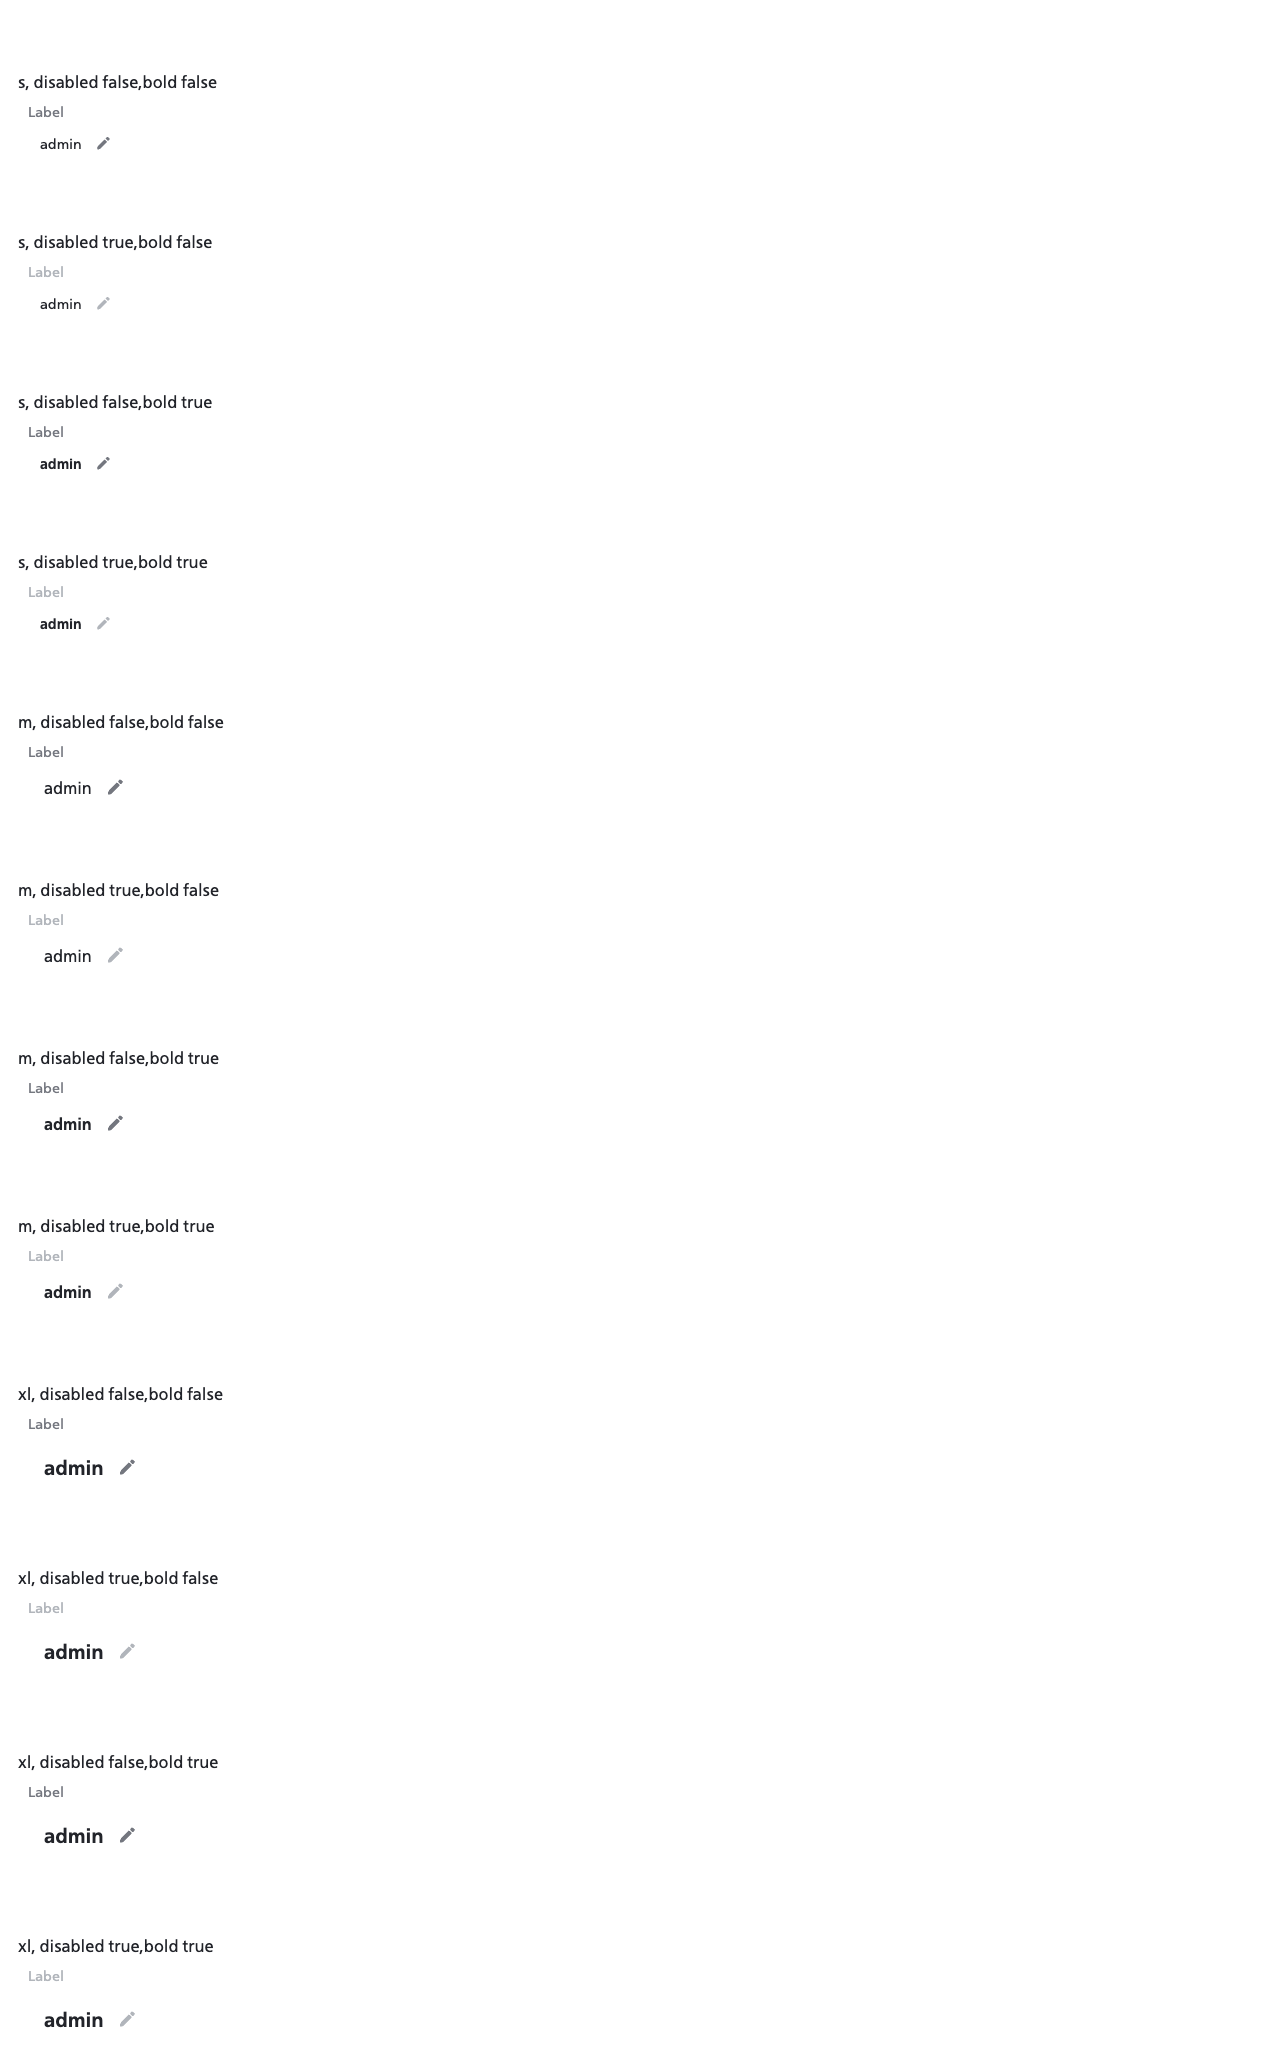 s, disabled false,bold false
Label
admin
s, disabled true,bold false
Label
admin
s, disabled false,bold true
Label
admin
s, disabled true,bold true
Label
admin
m, disabled false,bold false
Label
admin
m, disabled true,bold false
Label
admin
m, disabled false,bold true
Label
admin
m, disabled true,bold true
Label
admin
xl, disabled false,bold false
Label
admin
xl, disabled true,bold false
Label
admin
xl, disabled false,bold true
Label
admin
xl, disabled true,bold true
Label
admin